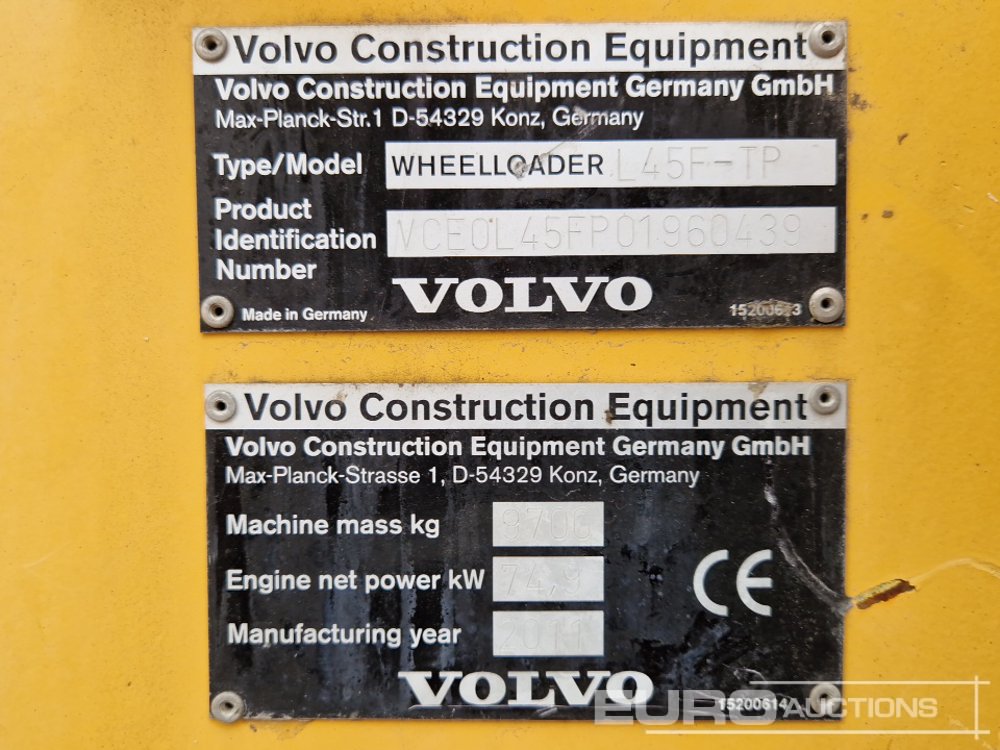 Volvo Construction Equipment
Volvo Construction Equipment Germany GmbH
Max-Planck-Str.1 D-54329 Konz, Germany
Type/Model WHEELLOADER L45F-TP
Product
Identification VCE0L45FP01960439
Number
VOLVO
Made in Germany
Volvo Construction Equipment
Volvo Construction Equipment Germany GmbH
Max-Planck-Strasse 1, D-54329 Konz, Germany
Machine mass kg
Engine net power kW 74,9
CE
Manufacturing year 2011
VOLVO
15200614
EURO AUCTIONS